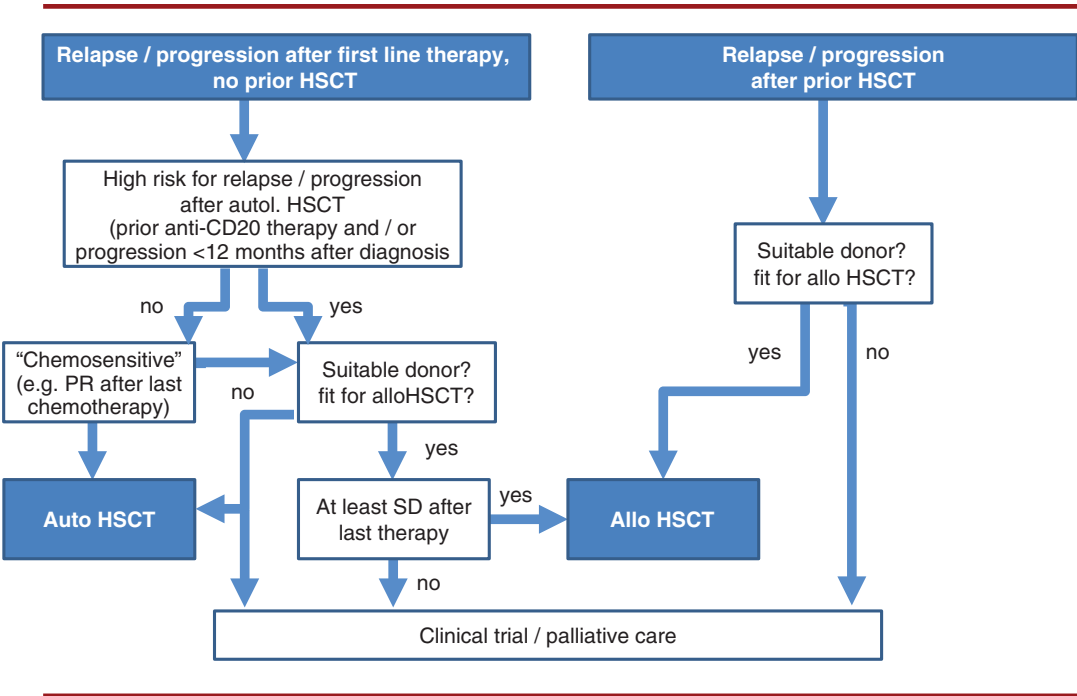 Relapse / progression after first line therapy,
no prior HSCT
Relapse / progression
after prior HSCT
High risk for relapse / progression
after autol. HSCT
(prior anti-CD20 therapy and / or
progression <12 months after diagnosis
Suitable donor?
fit for allo HSCT?
no
yes
"Chemosensitive"
(e.g. PR after last
chemotherapy)
no
Suitable donor?
fit for alloHSCT?
yes
no
yes
Auto HSCT
At least SD after
last therapy
yes
Allo HSCT
no
Clinical trial / palliative care